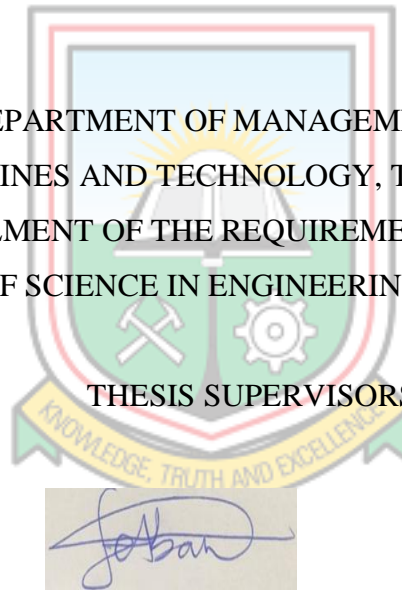 EPARTMENT OF MANAGEM
INES AND TECHNOLOGY, T
LMENT OF THE REQUIREME
F SCIENCE IN ENGINEERIN
THESIS SUPERVISORS
KNOWLEDGE, TRUTH AND EXCELLENCE